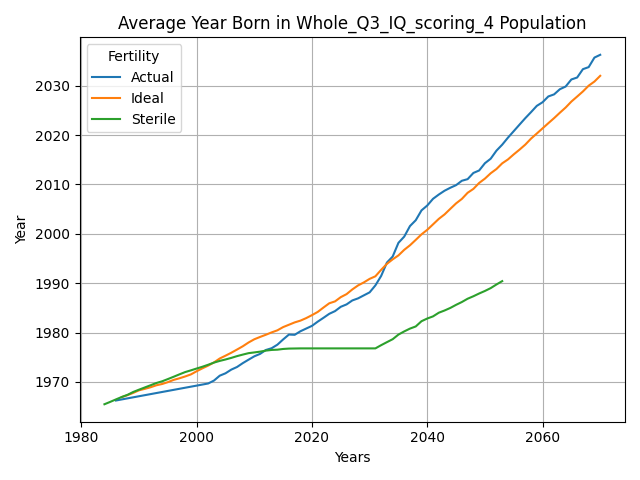 Average Year Born in Whole_Q3_IQ_scoring_4 Population
Fertility
Actual
Ideal
Sterile
2030
2020
2010
2000
1990
1980
1970
Year
1980
2000
2020
2040
2060
Years